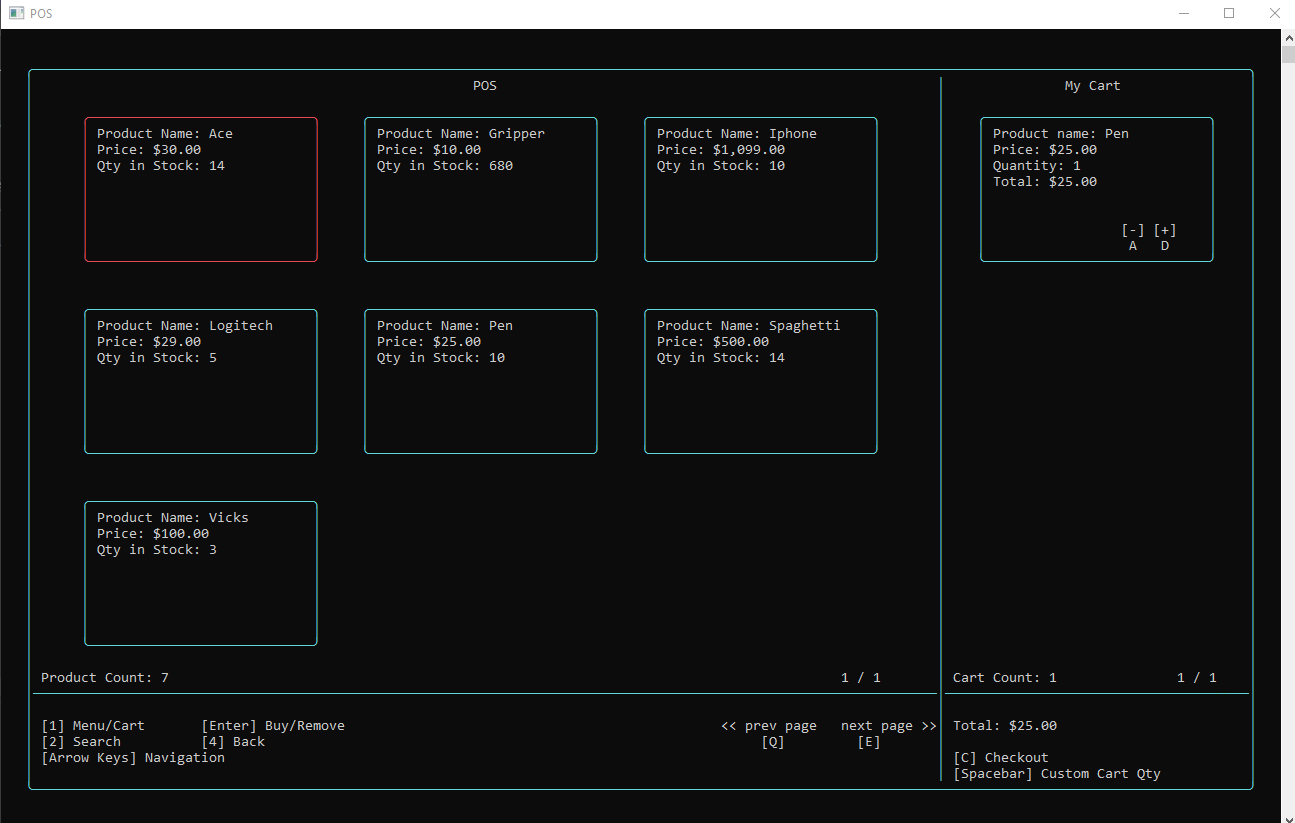 POS
POS
Product Name: Ace
Price: $30.00
Qty in Stock: 14
Product Name: Gripper
Price: $10.00
Qty in Stock: 680
Product Name: Iphone
Price: $1,099.00
Qty in Stock: 10
Product Name: Logitech
Price: $29.00
Qty in Stock: 5
Product Name: Pen
Price: $25.00
Qty in Stock: 10
Product Name: Spaghetti
Price: $500.00
Qty in Stock: 14
Product Name: Vicks
Price: $100.00
Qty in Stock: 3
Product Count: 7
1 / 1
[1] Menu/Cart [Enter] Buy/Remove
[2] Search [4] Back
[Arrow Keys] Navigation
<< prev page next page >>
[Q] [E]
My Cart
Product name: Pen
Price: $25.00
Quantity: 1
Total: $25.00
[-] [+]
A D
Cart Count: 1
1 / 1
Total: $25.00
[C] Checkout
[Spacebar] Custom Cart Qty